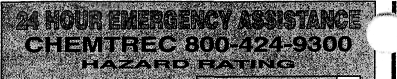 24 HOUR EMERGENCY ASSISTANCE
CHEMTREC 800-424-9300
HAZARD RATING